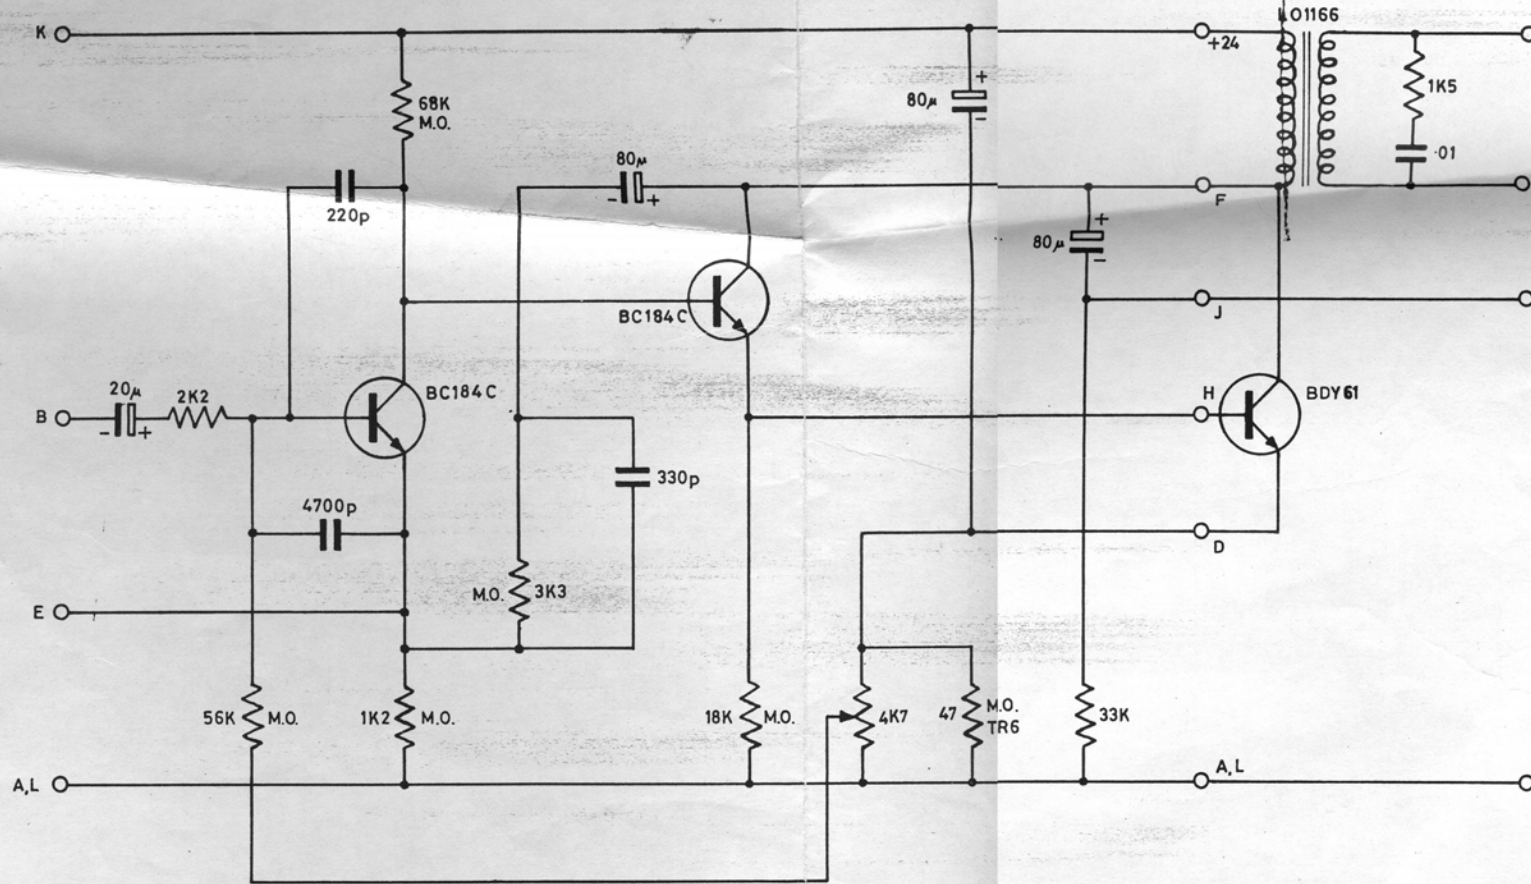 K
+24
LO1166
68K
M.O.
80μ
+
-
1K5
·01
220p
80μ
-
+
F
80μ
+
-
BC184C
J
20μ
-
+
2K2
B
BC184C
H
BDY61
4700p
330p
D
E
M.O.
3K3
56K
M.O.
1K2
M.O.
18K
M.O.
4K7
47
M.O.
TR6
33K
A,L
A,L